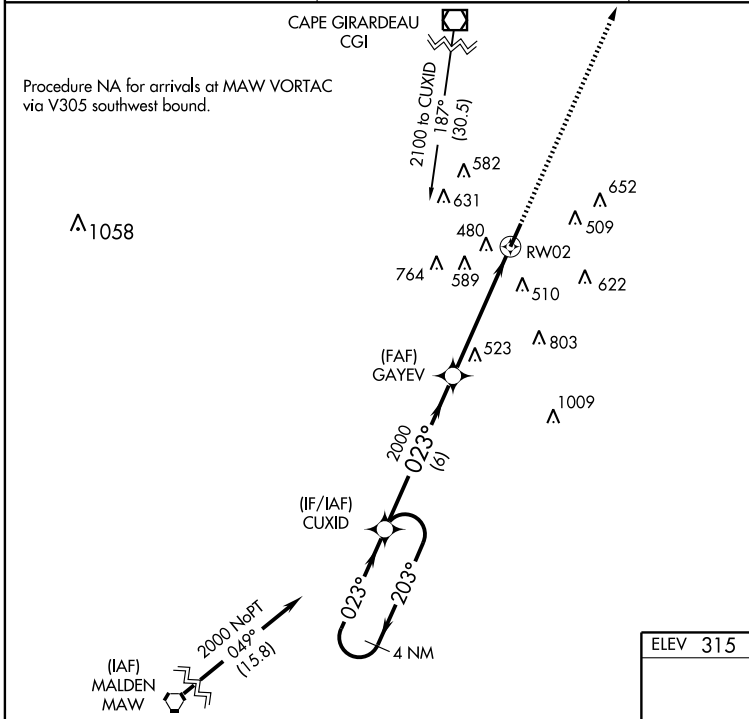 CAPE GIRARDEAU
CGI
Procedure NA for arrivals at MAW VORTAC
via V305 southwest bound.
2100 to CUXID
187°
(30.5)
582
631
652
509
1058
480
RW02
764
589
510
622
(FAF)
GAYEV
523
803
1009
2000
023°
(6)
(IF/IAF)
CUXID
023°
203°
4 NM
2000 NoPT
049°
(15.8)
(IAF)
MALDEN
MAW
ELEV 315